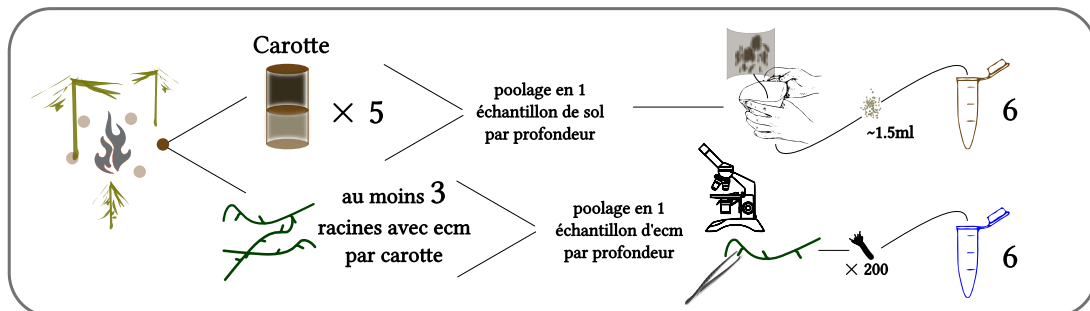 Carotte
× 5
poolage en 1
échantillon de sol
par profondeur
~1.5ml
6
au moins 3
racines avec ecm
par carotte
poolage en 1
échantillon d'ecm
par profondeur
× 200
6